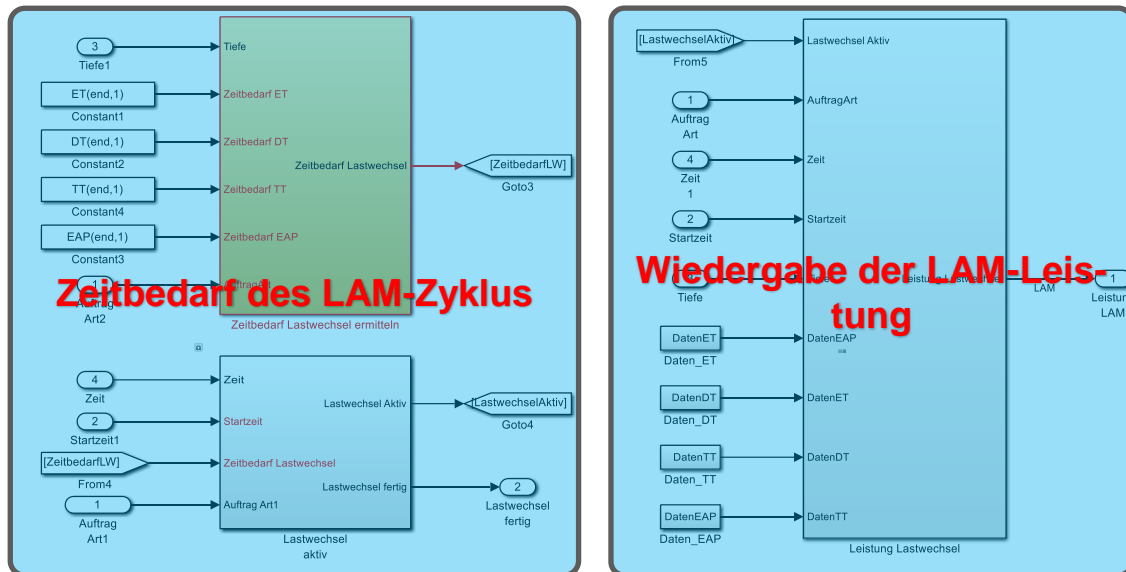 3
Tiefe1
Tiefe
ET(end,1)
Constant1
Zeitbedarf ET
DT(end,1)
Constant2
Zeitbedarf DT
Zeitbedarf Lastwechsel
[ZeitbedarfLW]
Goto3
TT(end,1)
Constant4
Zeitbedarf TT
EAP(end,1)
Constant3
Zeitbedarf EAP
1
Art2
Zeitbedarf des LAM-Zyklus
Zeitbedarf Lastwechsel ermitteln
4
Zeit
Zeit
2
Startzeit1
Startzeit
Lastwechsel Aktiv
[LastwechselAktiv]
Goto4
[ZeitbedarfLW]
From4
Zeitbedarf Lastwechsel
1
Auftrag
Art1
Auftrag Art1
Lastwechsel fertig
2
Lastwechsel
fertig
Lastwechsel
aktiv
[LastwechselAktiv]
From5
Lastwechsel Aktiv
1
Auftrag
Art
AuftragArt
4
Zeit
1
Zeit
2
Startzeit
Startzeit
Wiedergabe der LAM-Leis-
tung
Tiefe
Leistung Lastwechsel
LAM
1
LAM
DatenET
Daten_ET
DatenEAP
DatenDT
Daten_DT
DatenET
DatenTT
Daten_TT
DatenDT
DatenEAP
Daten_EAP
DatenTT
Leistung Lastwechsel